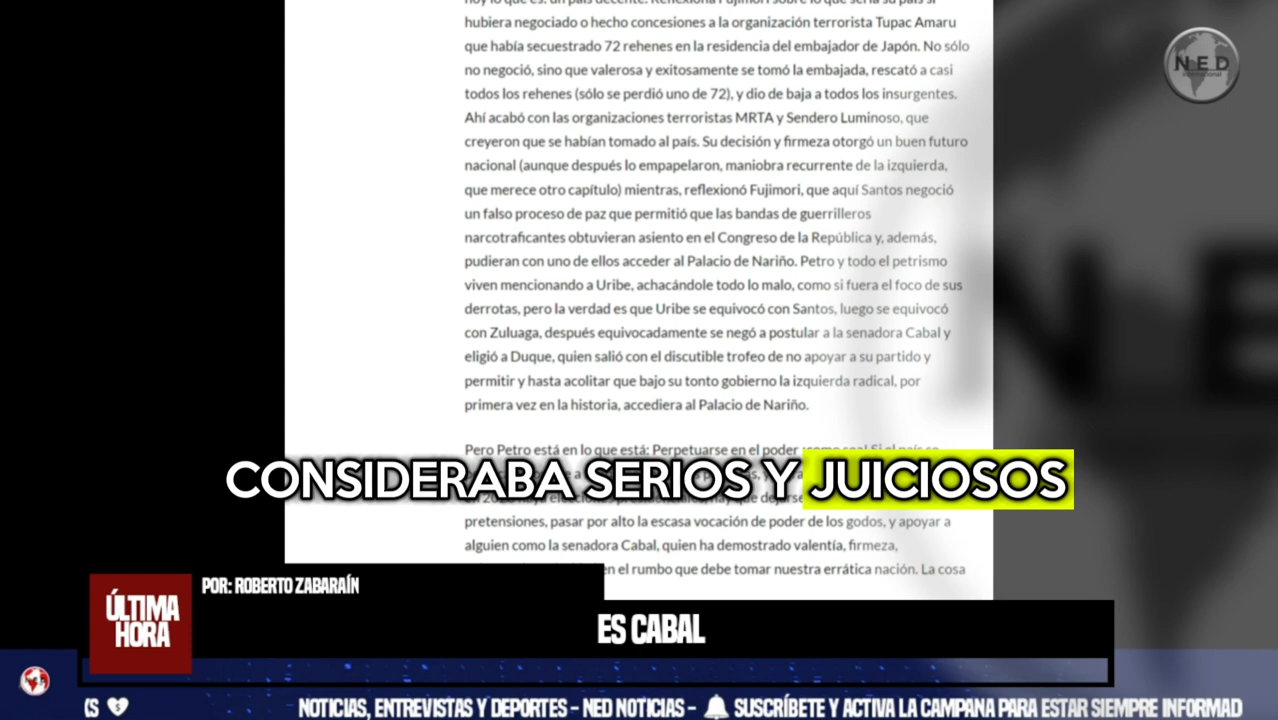 hoy lo que es: un país decente. Reflexiona Fujimori sobre lo que sería su país si
hubiera negociado o hecho concesiones a la organización terrorista Tupac Amaru
que había secuestrado 72 rehenes en la residencia del embajador de Japón. No sólo
no negoció, sino que valerosa y exitosamente se tomó la embajada, rescató a casi
todos los rehenes (sólo se perdió uno de 72), y dio de baja a todos los insurgentes.
Ahí acabó con las organizaciones terroristas MRTA y Sendero Luminoso, que
creyeron que se habían tomado al país. Su decisión y firmeza otorgó un buen futuro
nacional (aunque después lo empapelaron, maniobra recurrente de la izquierda,
que merece otro capítulo) mientras, reflexionó Fujimori, que aquí Santos negoció
un falso proceso de paz que permitió que las bandas de guerrilleros
narcotraficantes obtuvieran asiento en el Congreso de la República y, además,
pudieran con uno de ellos acceder al Palacio de Nariño. Petro y todo el petrismo
viven mencionando a Uribe, achacándole todo lo malo, como si fuera el foco de sus
derrotas, pero la verdad es que Uribe se equivocó con Santos, luego se equivocó
con Zuluaga, después equivocadamente se negó a postular a la senadora Cabal y
eligió a Duque, quien salió con el discutible trofeo de no apoyar a su partido y
permitir y hasta acolitar que bajo su tonto gobierno la izquierda radical, por
primera vez en la historia, accediera al Palacio de Nariño.
Pero Petro está en lo que está: Perpetuarse en el poder
CONSIDERABA SERIOS Y JUICIOSOS
pretensiones, pasar por alto la escasa vocación de poder de los godos, y apoyar a
alguien como la senadora Cabal, quien ha demostrado valentía, firmeza,
en el rumbo que debe tomar nuestra errática nación. La cosa
NED
NE
ÚLTIMA
HORA
POR: ROBERTO ZABARAÍN
ES CABAL
NOTICIAS, ENTREVISTAS Y DEPORTES - NED NOTICIAS - SUSCRÍBETE Y ACTIVA LA CAMPANA PARA ESTAR SIEMPRE INFORMAD